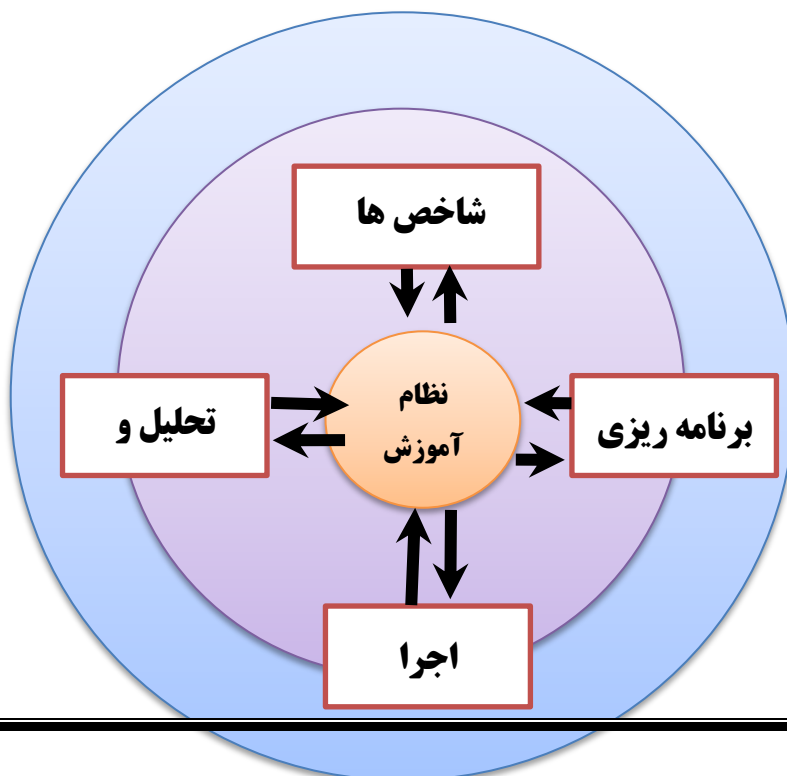 شاخص ها
برنامه ریزی
نظام
آموزش
تحلیل و
اجرا